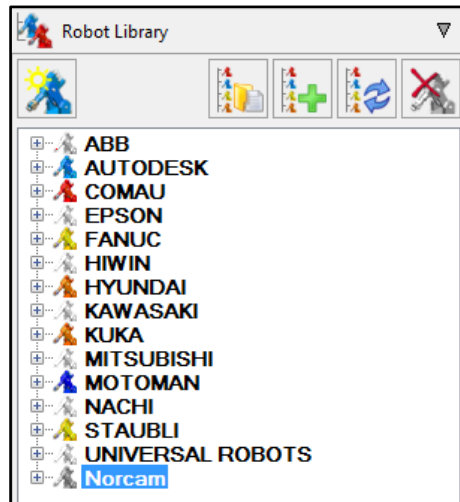 Robot Library
ABB
AUTODESK
COMAU
EPSON
FANUC
HIWIN
HYUNDAI
KAWASAKI
KUKA
MITSUBISHI
MOTOMAN
NACHI
STAUBLI
UNIVERSAL ROBOTS
Norcam